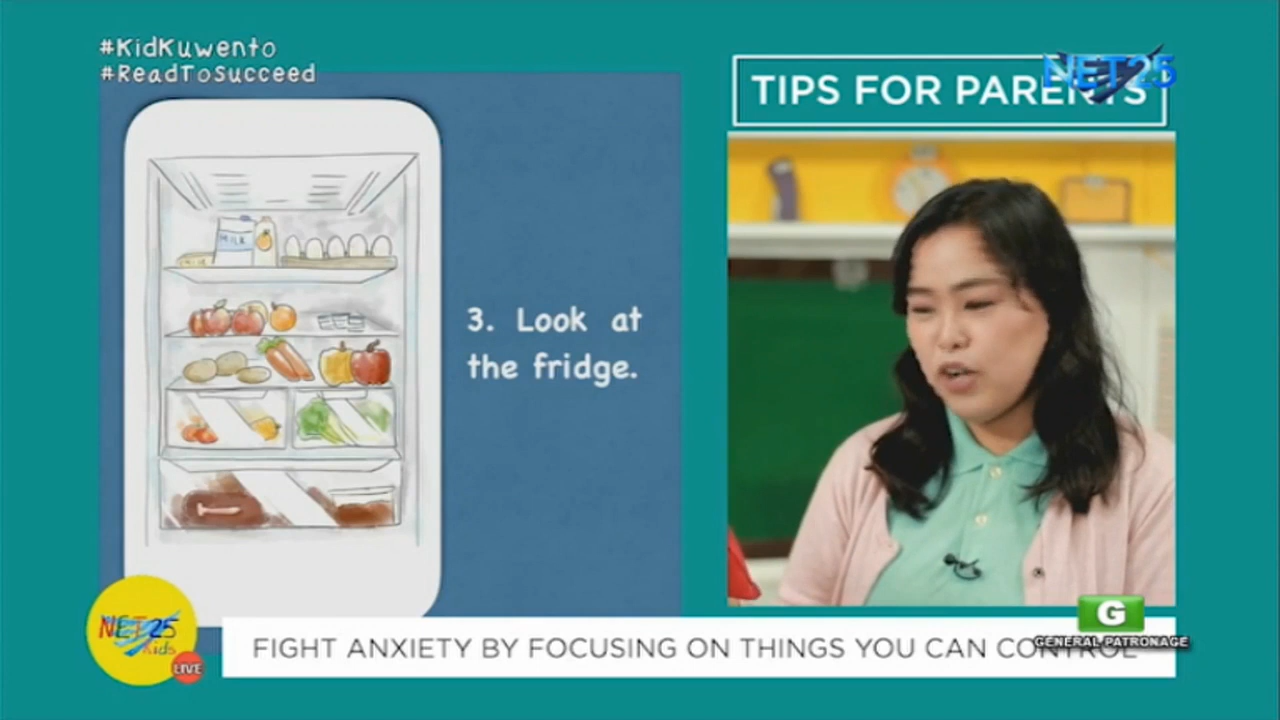 #KidKuwento
#ReadToSucceed
NET25
TIPS FOR PARENTS
MILK
3. Look at
the fridge.
NET25
Kids
LIVE
FIGHT ANXIETY BY FOCUSING ON THINGS YOU CAN CONTROL
G
GENERAL PATRONAGE